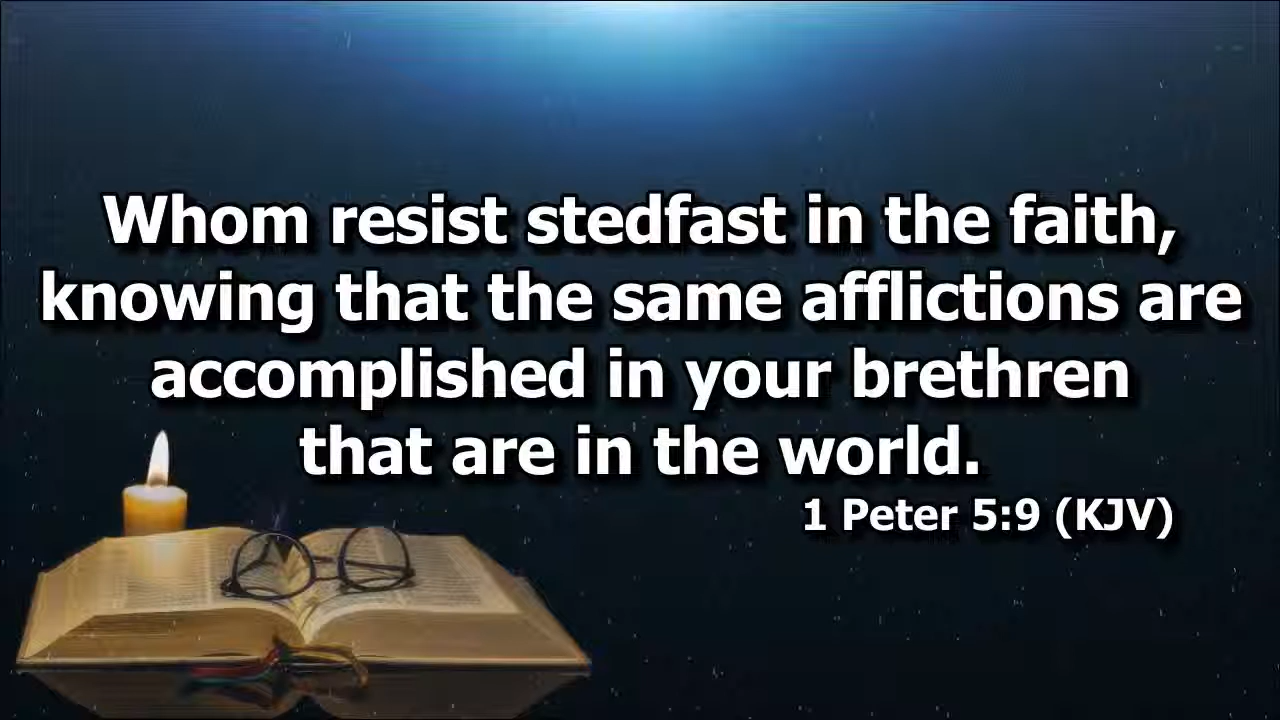 Whom resist stedfast in the faith,
knowing that the same afflictions are
accomplished in your brethren
that are in the world.
1 Peter 5:9 (KJV)